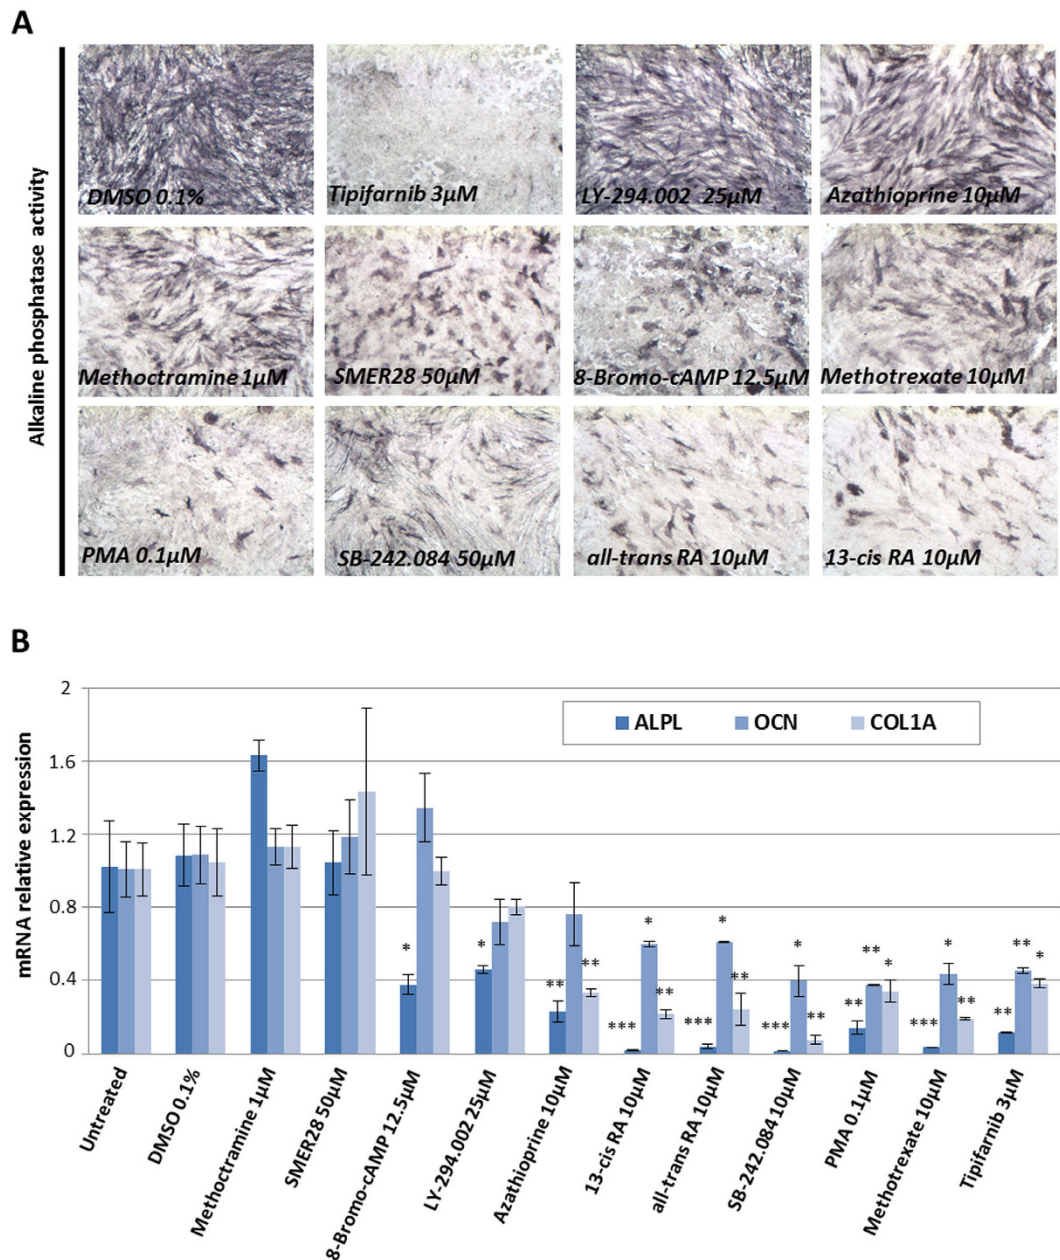 A
Alkaline phosphatase activity
DMSO 0.1%
Tipifarnib 3µM
LY-294.002 25µM
Azathioprine 10µM
Methoctramine 1µM
SMER28 50µM
8-Bromo-cAMP 12.5µM
Methotrexate 10µM
PMA 0.1µM
SB-242.084 50µM
all-trans RA 10µM
13-cis RA 10µM
B
mRNA relative expression
2
1.6
1.2
0.8
0.4
0
ALPL OCN COL1A
* * ** ** *** * ** *** * ** *** * ** ** ** * *** * ** ** ** *
Untreated
DMSO 0.1%
Methoctramine 1µM
SMER28 50µM
8-Bromo-cAMP 12.5µM
LY-294.002 25µM
Azathioprine 10µM
13-cis RA 10µM
all-trans RA 10µM
SB-242.084 10µM
PMA 0.1µM
Methotrexate 10µM
Tipifarnib 3µM